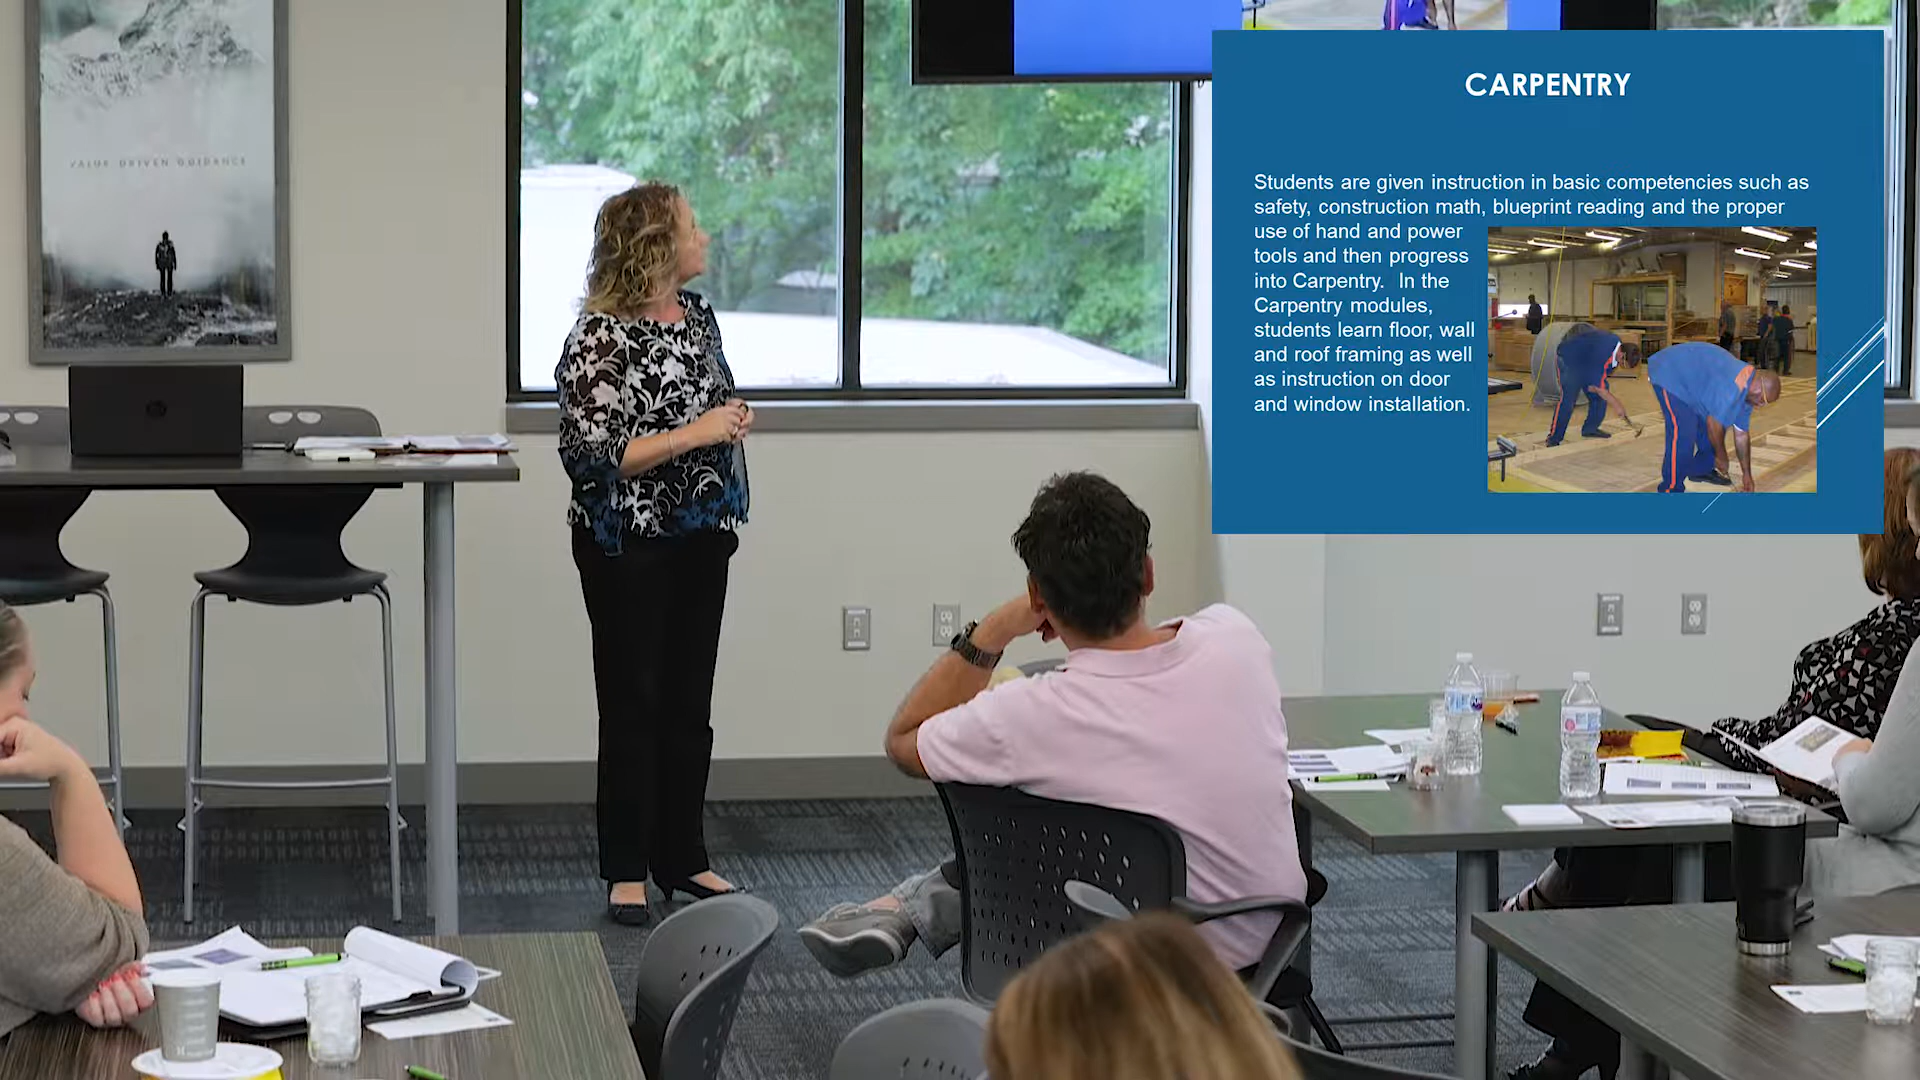 VALUE DRIVEN GUIDANCE
CARPENTRY
Students are given instruction in basic competencies such as
safety, construction math, blueprint reading and the proper
use of hand and power
tools and then progress
into Carpentry.  In the
Carpentry modules,
students learn floor, wall
and roof framing as well
as instruction on door
and window installation.